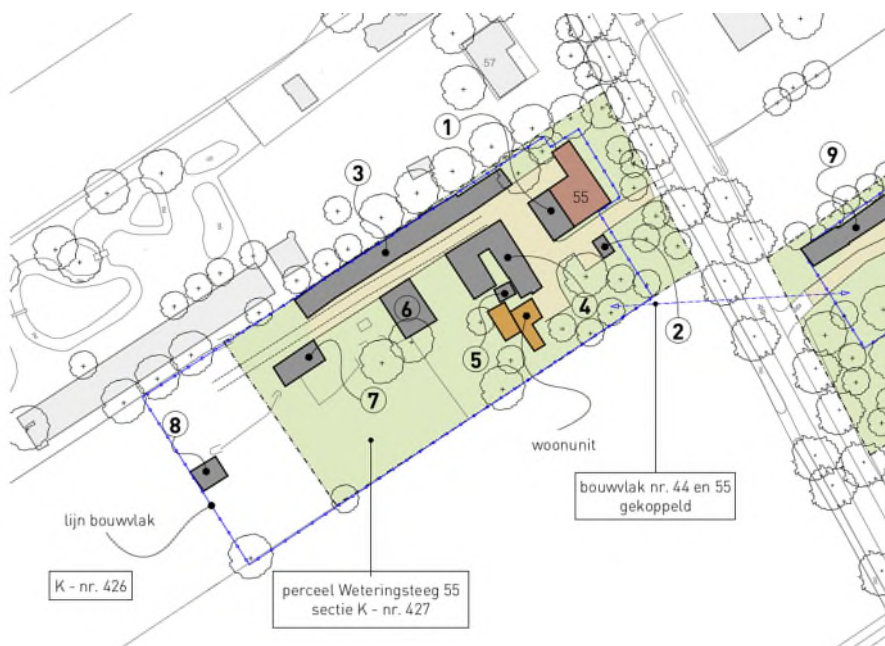 57
1
9
3
55
6
4
5
2
7
woonunit
8
bouwvlak nr. 44 en 55
gekoppeld
lijn bouwvlak
K - nr. 426
perceel Weteringsteeg 55
sectie K - nr. 427